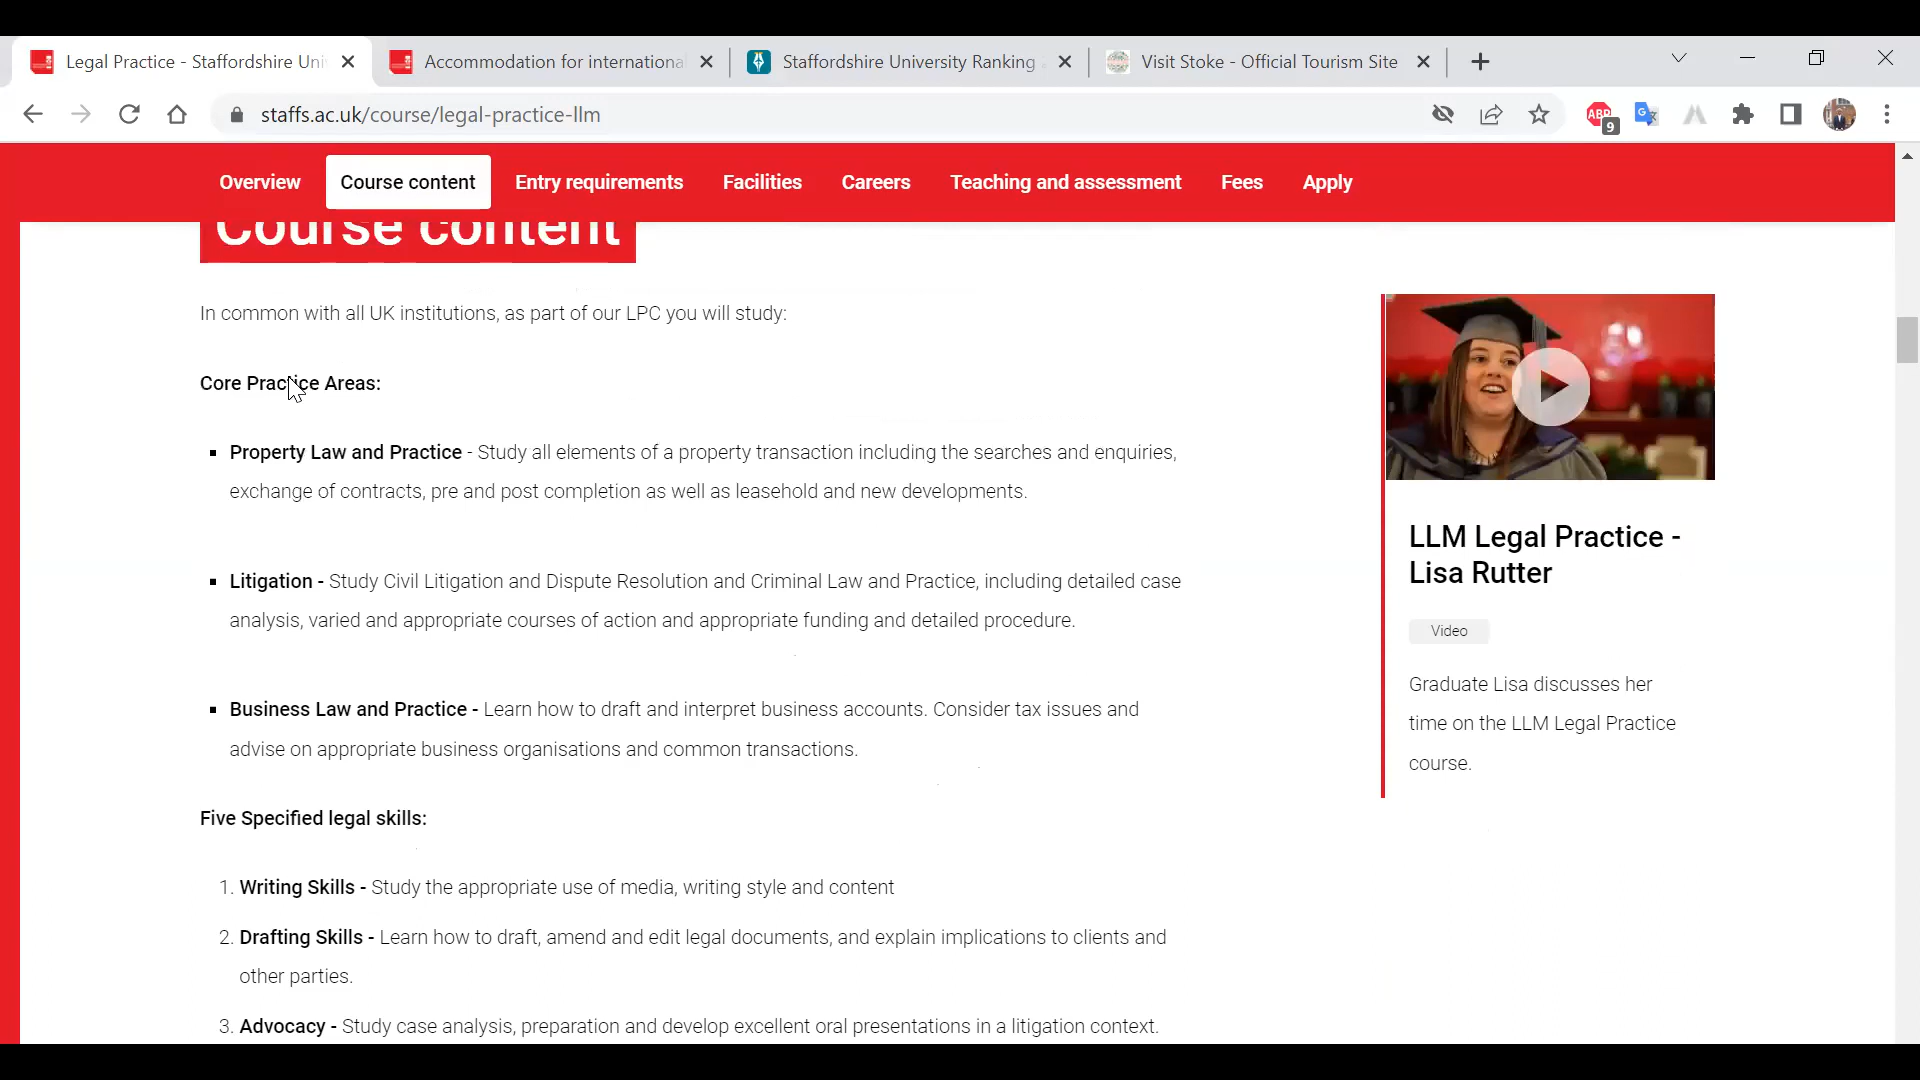 Legal Practice - Staffordshire Uni
Accommodation for internationa
Staffordshire University Ranking
Visit Stoke - Official Tourism Site
staffs.ac.uk/course/legal-practice-llm
ABP
9
Overview
Course content
Entry requirements
Facilities
Careers
Teaching and assessment
Fees
Apply
Course content
In common with all UK institutions, as part of our LPC you will study:
Core Practice Areas:
▪ Property Law and Practice - Study all elements of a property transaction including the searches and enquiries,
exchange of contracts, pre and post completion as well as leasehold and new developments.
▪ Litigation - Study Civil Litigation and Dispute Resolution and Criminal Law and Practice, including detailed case
analysis, varied and appropriate courses of action and appropriate funding and detailed procedure.
▪ Business Law and Practice - Learn how to draft and interpret business accounts. Consider tax issues and
advise on appropriate business organisations and common transactions.
Five Specified legal skills:
1. Writing Skills - Study the appropriate use of media, writing style and content
2. Drafting Skills - Learn how to draft, amend and edit legal documents, and explain implications to clients and
other parties.
3. Advocacy - Study case analysis, preparation and develop excellent oral presentations in a litigation context.
LLM Legal Practice -
Lisa Rutter
Video
Graduate Lisa discusses her
time on the LLM Legal Practice
course.